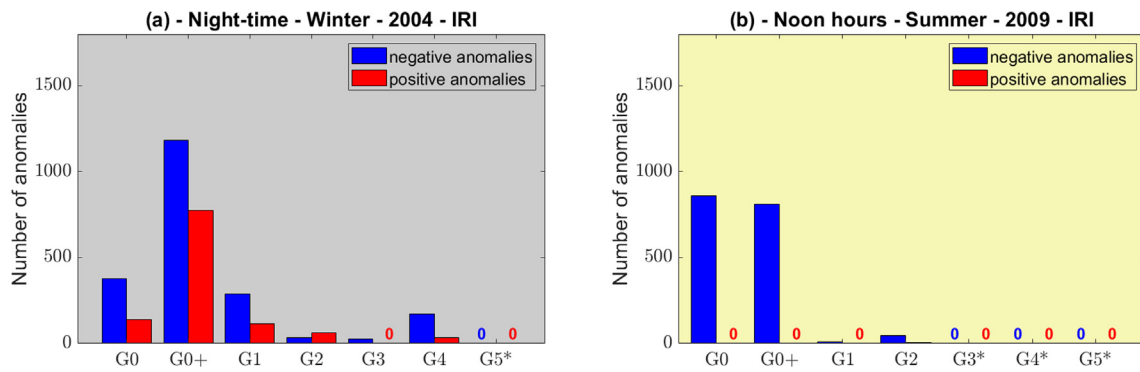 (a) - Night-time - Winter - 2004 - IRI
Number of anomalies
1500
1000
500
0
negative anomalies
positive anomalies
0
0
0
G0 G0+ G1 G2 G3 G4 G5*
(b) - Noon hours - Summer - 2009 - IRI
Number of anomalies
1500
1000
500
0
negative anomalies
positive anomalies
0 0 0 0 0 0 0 0 0
G0 G0+ G1 G2 G3* G4* G5*